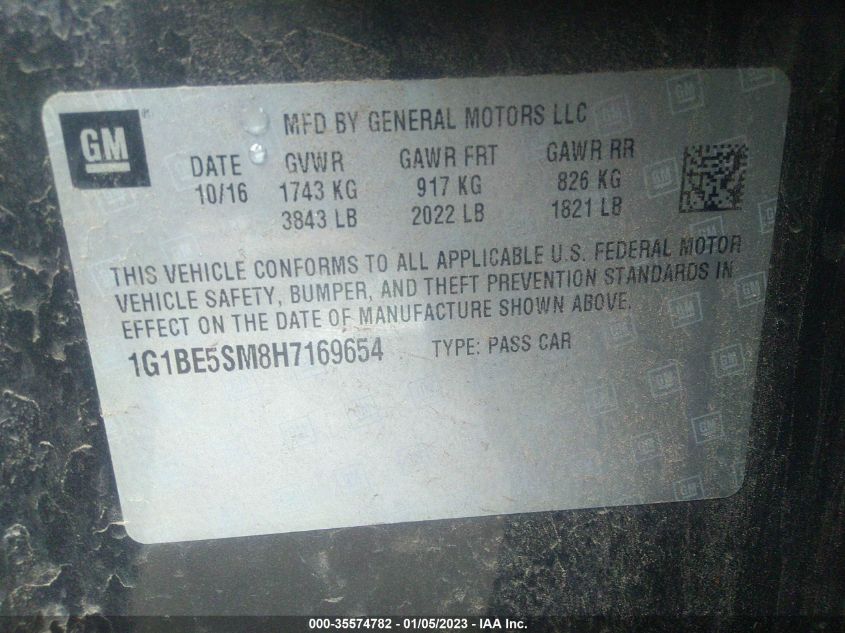 GM
MFD BY GENERAL MOTORS LLC
DATE GVWR GAWR FRT GAWR RR
10/16 1743 KG 917 KG 826 KG
3843 LB 2022 LB 1821 LB
THIS VEHICLE CONFORMS TO ALL APPLICABLE U.S. FEDERAL MOTOR
VEHICLE SAFETY, BUMPER, AND THEFT PREVENTION STANDARDS IN
EFFECT ON THE DATE OF MANUFACTURE SHOWN ABOVE.
1G1BE5SM8H7169654 TYPE: PASS CAR
000-35574782 - 01/05/2023 - IAA Inc.